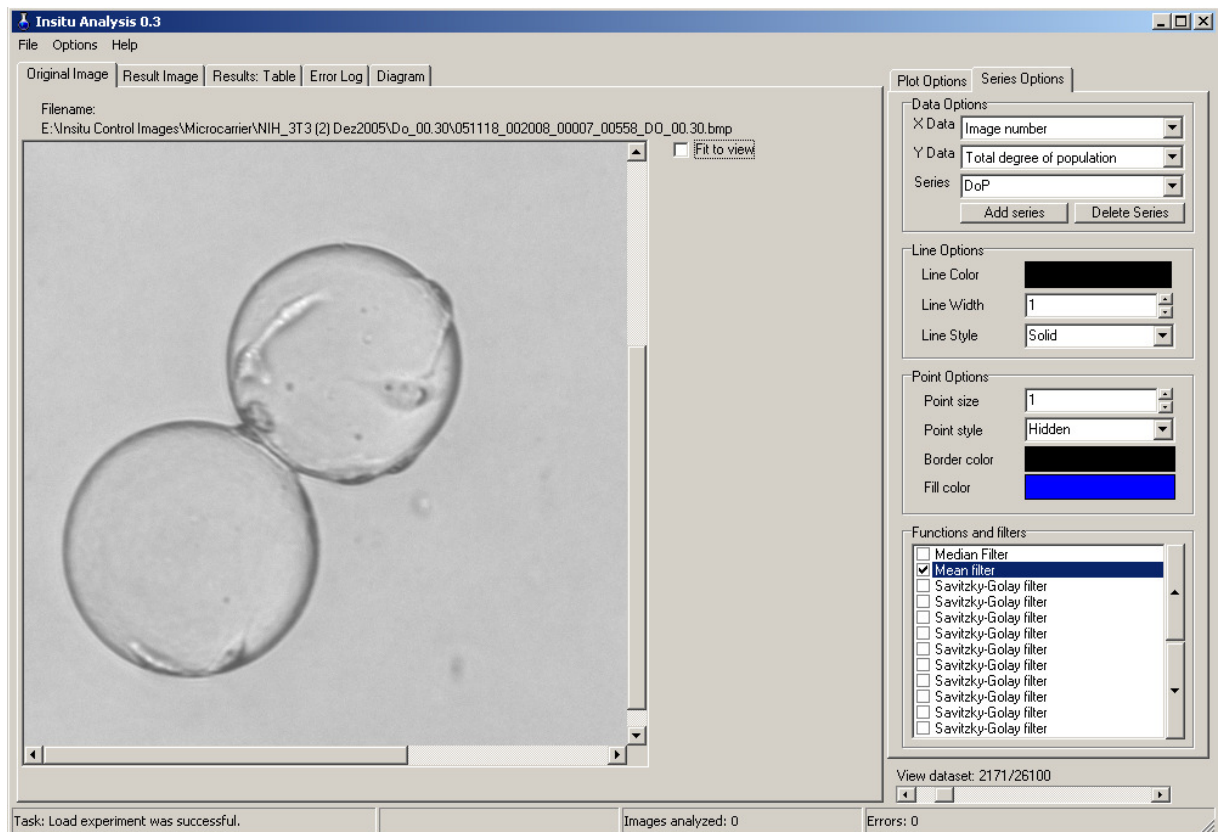 Insitu Analysis 0.3
File Options Help
Original Image Result Image Results: Table Error Log Diagram
Filename:
E:\Insitu Control Images\Microcarrier\NIH_3T3 (2) Dez2005\Do_00.30\051118_002008_00007_00558_DO_00.30.bmp
Fit to view
Plot Options Series Options
Data Options
X Data Image number
Y Data Total degree of population
Series DoP
Add series Delete Series
Line Options
Line Color
Line Width 1
Line Style Solid
Point Options
Point size 1
Point style Hidden
Border color
Fill color
Functions and filters
Median Filter
Mean filter
Savitzky-Golay filter
Savitzky-Golay filter
Savitzky-Golay filter
Savitzky-Golay filter
Savitzky-Golay filter
Savitzky-Golay filter
Savitzky-Golay filter
Savitzky-Golay filter
Savitzky-Golay filter
Savitzky-Golay filter
View dataset: 2171/26100
Task: Load experiment was successful. Images analyzed: 0 Errors: 0